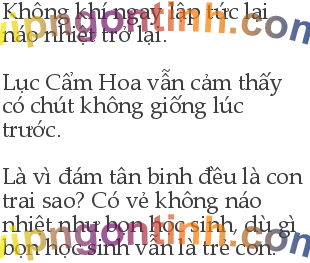 Không khí ngay lập tức lại
náo nhiệt trở lại.
Lục Cẩm Hoa vẫn cảm thấy
có chút không giống lúc
trước.
Là vì đám tân binh đều là con
trai sao? Có vẻ không náo
nhiệt như bọn học sinh, dù gì
bọn học sinh vẫn là trẻ con.